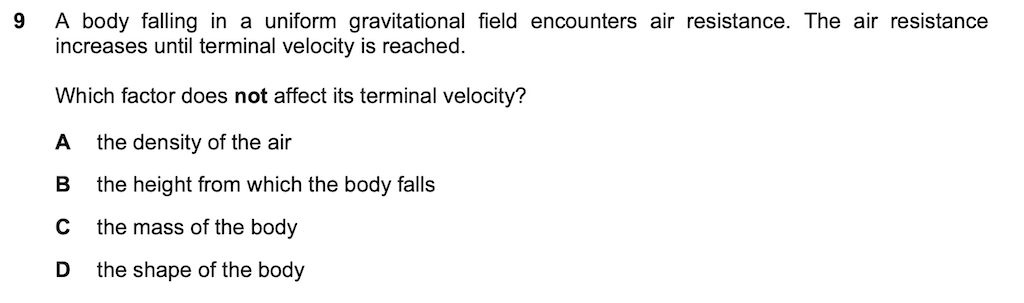 9 A body falling in a uniform gravitational field encounters air resistance. The air resistance
increases until terminal velocity is reached.
Which factor does not affect its terminal velocity?
A the density of the air
B the height from which the body falls
C the mass of the body
D the shape of the body